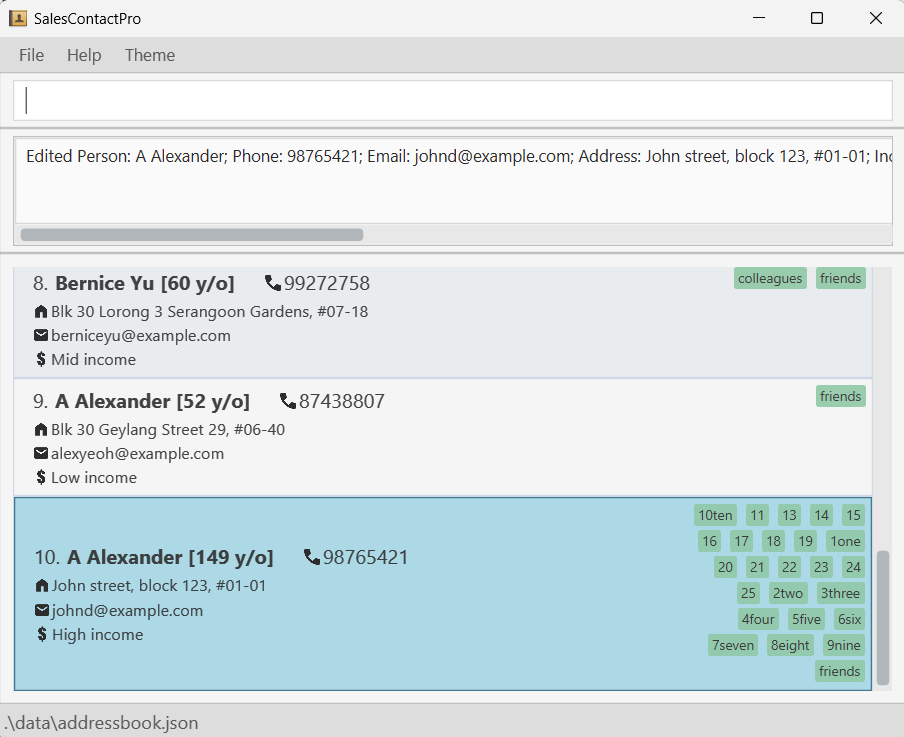 SalesContactPro
File Help Theme
Edited Person: A Alexander; Phone: 98765421; Email: johnd@example.com; Address: John street, block 123, #01-01;
8. Bernice Yu [60 y/o] 99272758 colleagues friends
Blk 30 Lorong 3 Serangoon Gardens, #07-18
berniceyu@example.com
$ Mid income
9. A Alexander [52 y/o] 87438807 friends
Blk 30 Geylang Street 29, #06-40
alexyeoh@example.com
$ Low income
10ten 11 13 14 15
16 17 18 19 1one
10. A Alexander [149 y/o] 98765421
20 21 22 23 24
John street, block 123, #01-01
25 2two 3three
johnd@example.com
4four 5five 6six
$ High income
7seven 8eight 9nine
friends
.\data\addressbook.json